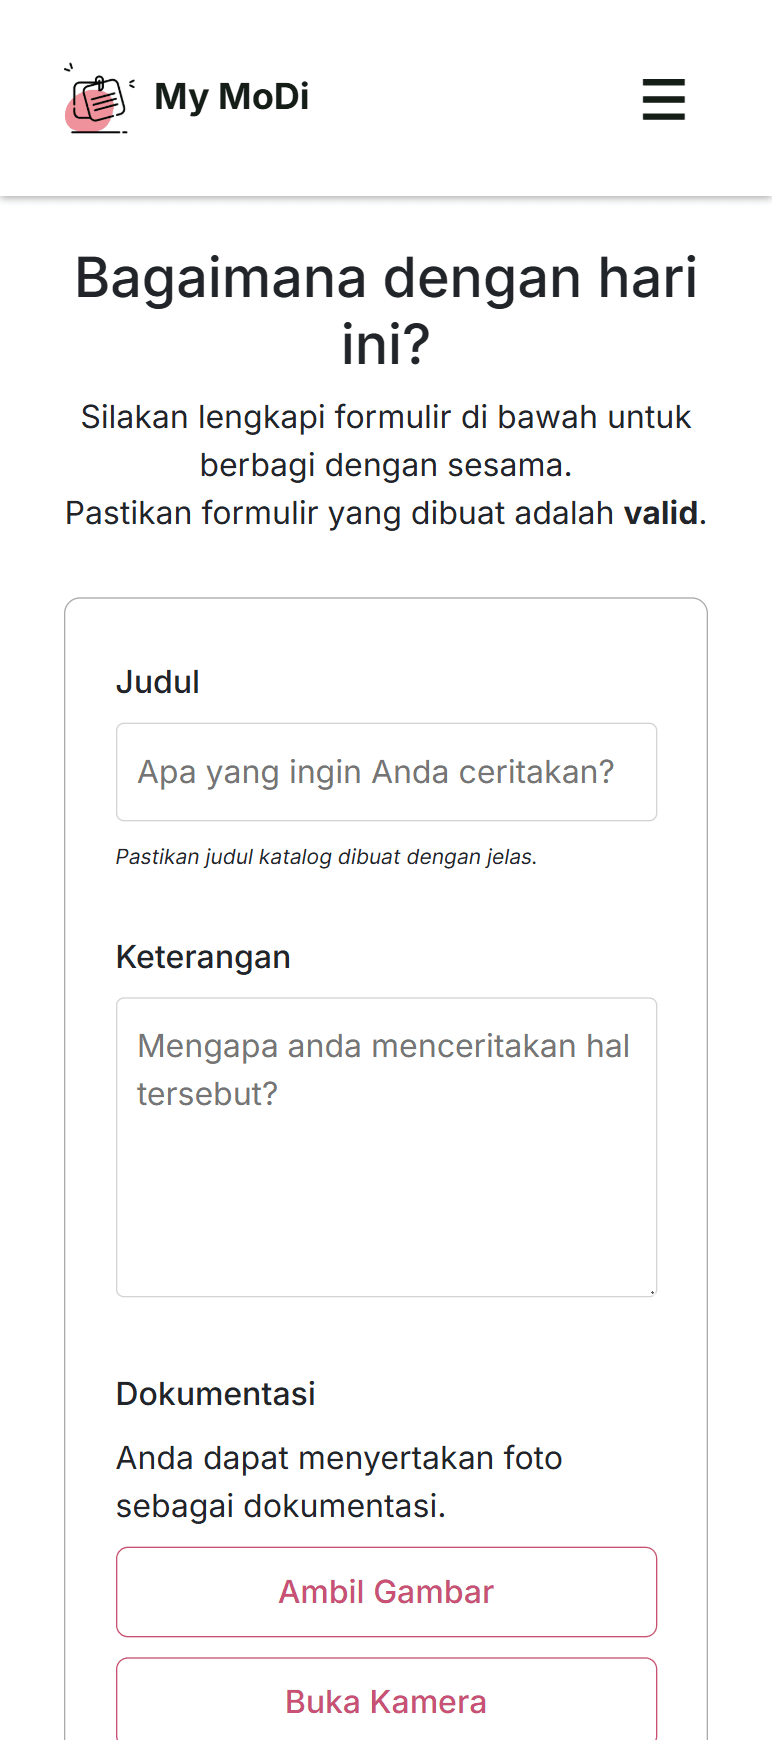 My MoDi
Bagaimana dengan hari
ini?
Silakan lengkapi formulir di bawah untuk
berbagi dengan sesama.
Pastikan formulir yang dibuat adalah valid.
Judul
Apa yang ingin Anda ceritakan?
Pastikan judul katalog dibuat dengan jelas.
Keterangan
Mengapa anda menceritakan hal
tersebut?
Dokumentasi
Anda dapat menyertakan foto
sebagai dokumentasi.
Ambil Gambar
Buka Kamera